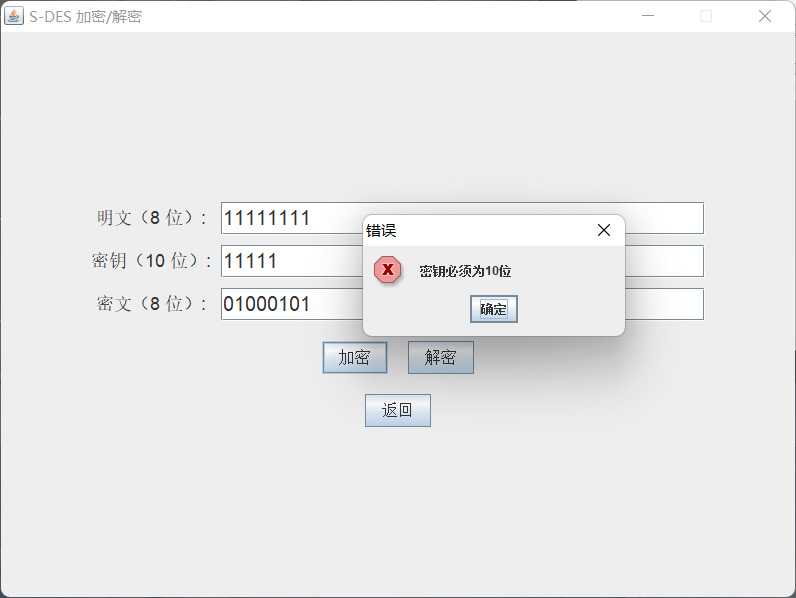 S-DES 加密/解密
明文（8 位）： 11111111
错误
密钥（10 位）： 11111
密钥必须为10位
密文（8 位）： 01000101
确定
加密 解密
返回